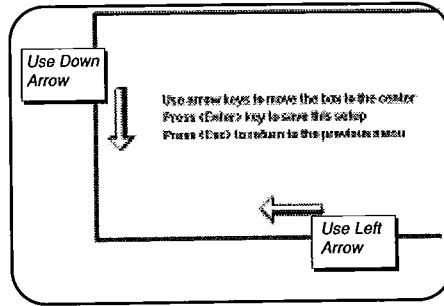 Use Down
Arrow
Use arrow keys to move the box to the center
Press <Enter> key to save this setup
Press <Esc> to return to the previous menu
Use Left
Arrow